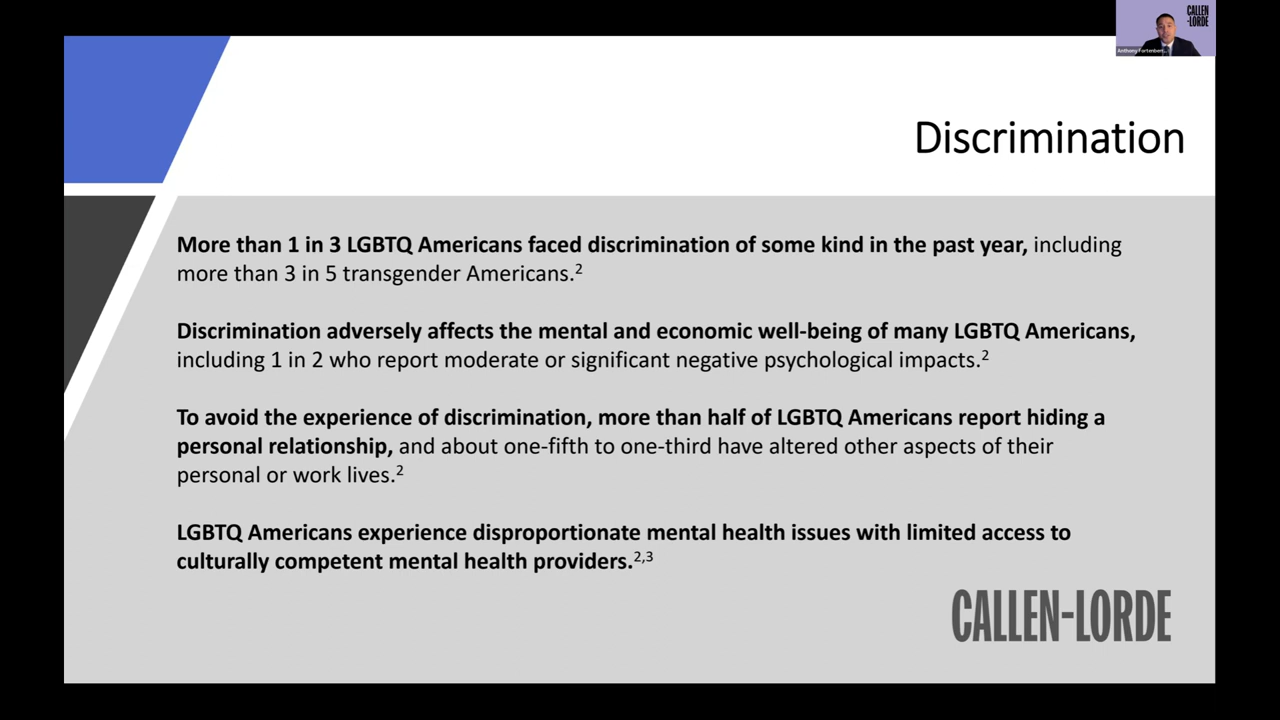 CALLEN
-LORDE
Discrimination
More than 1 in 3 LGBTQ Americans faced discrimination of some kind in the past year, including
more than 3 in 5 transgender Americans.2
Discrimination adversely affects the mental and economic well-being of many LGBTQ Americans,
including 1 in 2 who report moderate or significant negative psychological impacts.2
To avoid the experience of discrimination, more than half of LGBTQ Americans report hiding a
personal relationship, and about one-fifth to one-third have altered other aspects of their
personal or work lives.2
LGBTQ Americans experience disproportionate mental health issues with limited access to
culturally competent mental health providers.2,3
CALLEN-LORDE